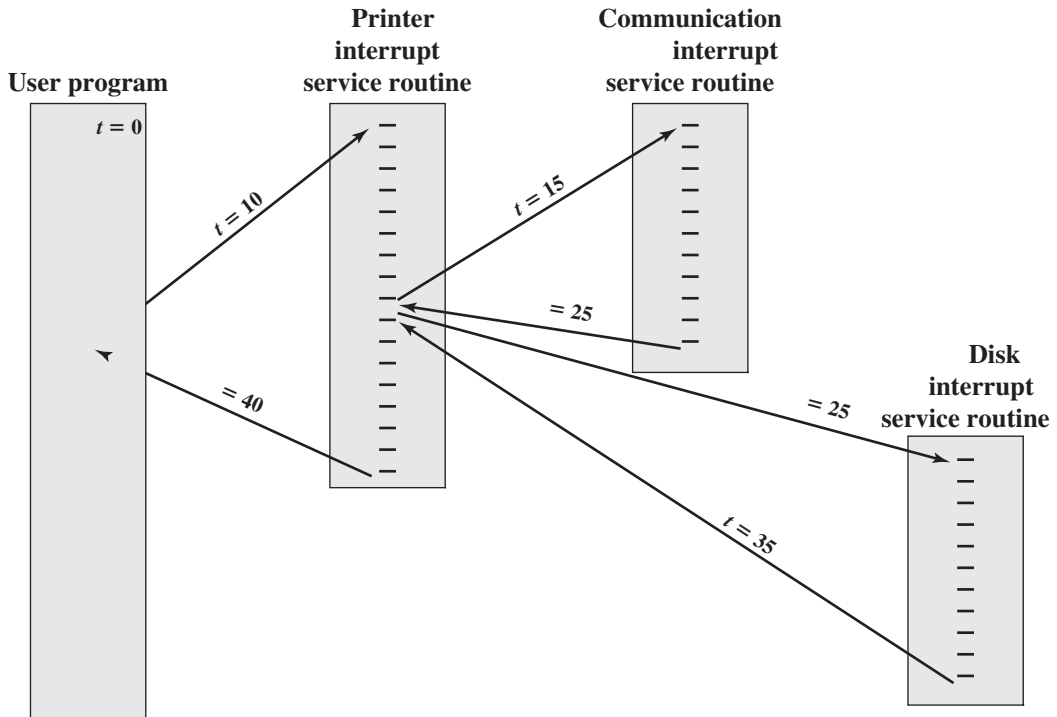 Printer
interrupt
service routine
Communication
interrupt
service routine
User program
t = 0
t = 10
t = 15
= 25
= 40
= 25
Disk
interrupt
service routine
t = 35